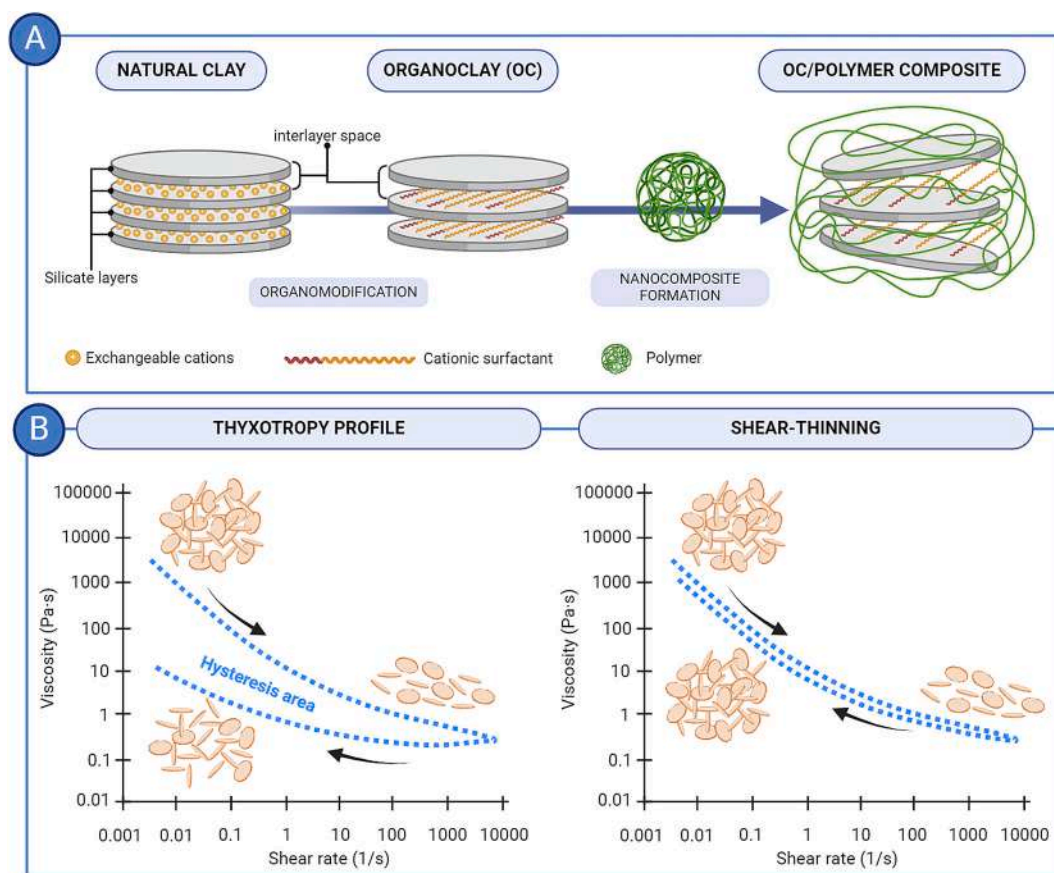 A
NATURAL CLAY
ORGANOCLAY (OC)
OC/POLYMER COMPOSITE
interlayer space
Silicate layers
ORGANOMODIFICATION
NANOCOMPOSITE
FORMATION
Exchangeable cations
Cationic surfactant
Polymer
B
THYXOTROPY PROFILE
SHEAR-THINNING
Viscosity (Pa·s)
100000
10000
1000
100
10
1
0.1
0.01
Hysteresis area
0.001 0.01 0.1 1 10 100 1000 10000
Shear rate (1/s)
Viscosity (Pa·s)
100000
10000
1000
100
10
1
0.1
0.01
0.001 0.01 0.1 1 10 100 1000 10000
Shear rate (1/s)